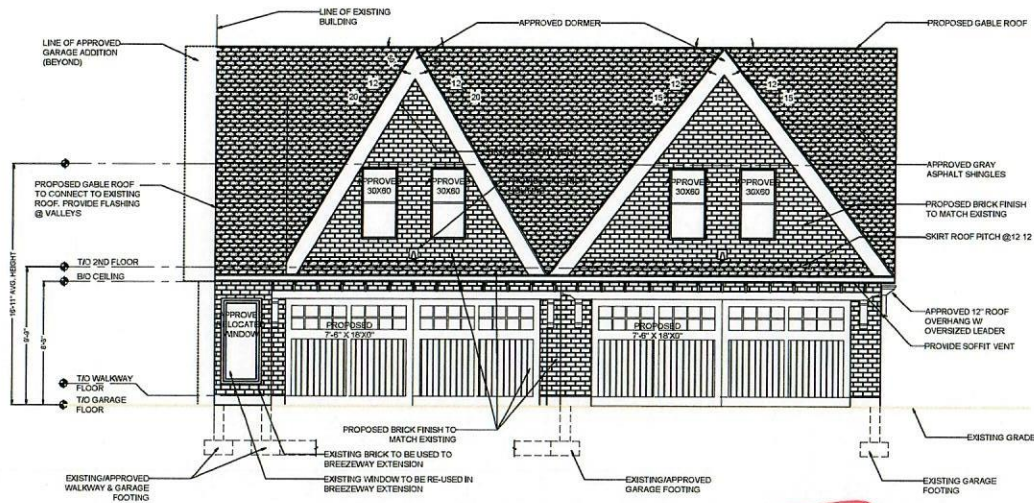 LINE OF EXISTING
BUILDING
APPROVED DORMER
PROPOSED GABLE ROOF
LINE OF APPROVED
GARAGE ADDITION
(BEYOND)
12
12
12
12
20
20
15
15
APPROVED
30X60
APPROVED
30X60
APPROVED
30X60
APPROVED
30X60
APPROVED GRAY
ASPHALT SHINGLES
PROPOSED GABLE ROOF
TO CONNECT TO EXISTING
ROOF. PROVIDE FLASHING
@ VALLEYS
PROPOSED BRICK FINISH
TO MATCH EXISTING
SKIRT ROOF PITCH @12 12
16'-11" AVG. HEIGHT
T/O 2ND FLOOR
B/O CEILING
APPROVED 12" ROOF
OVERHANG W/
OVERSIZED LEADER
PROVIDE SOFFIT VENT
WINDOW
PROPOSED
7'-6" X 18'X0"
PROPOSED
7'-6" X 18'X0"
T/O WALKWAY
FLOOR
T/O GARAGE
FLOOR
PROPOSED BRICK FINISH TO
MATCH EXISTING
EXISTING GRADE
EXISTING BRICK TO BE USED TO
BREEZEWAY EXTENSION
EXISTING WINDOW TO BE RE-USED IN
BREEZEWAY EXTENSION
EXISTING/APPROVED
WALKWAY & GARAGE
FOOTING
EXISTING/APPROVED
GARAGE FOOTING
EXISTING GARAGE
FOOTING